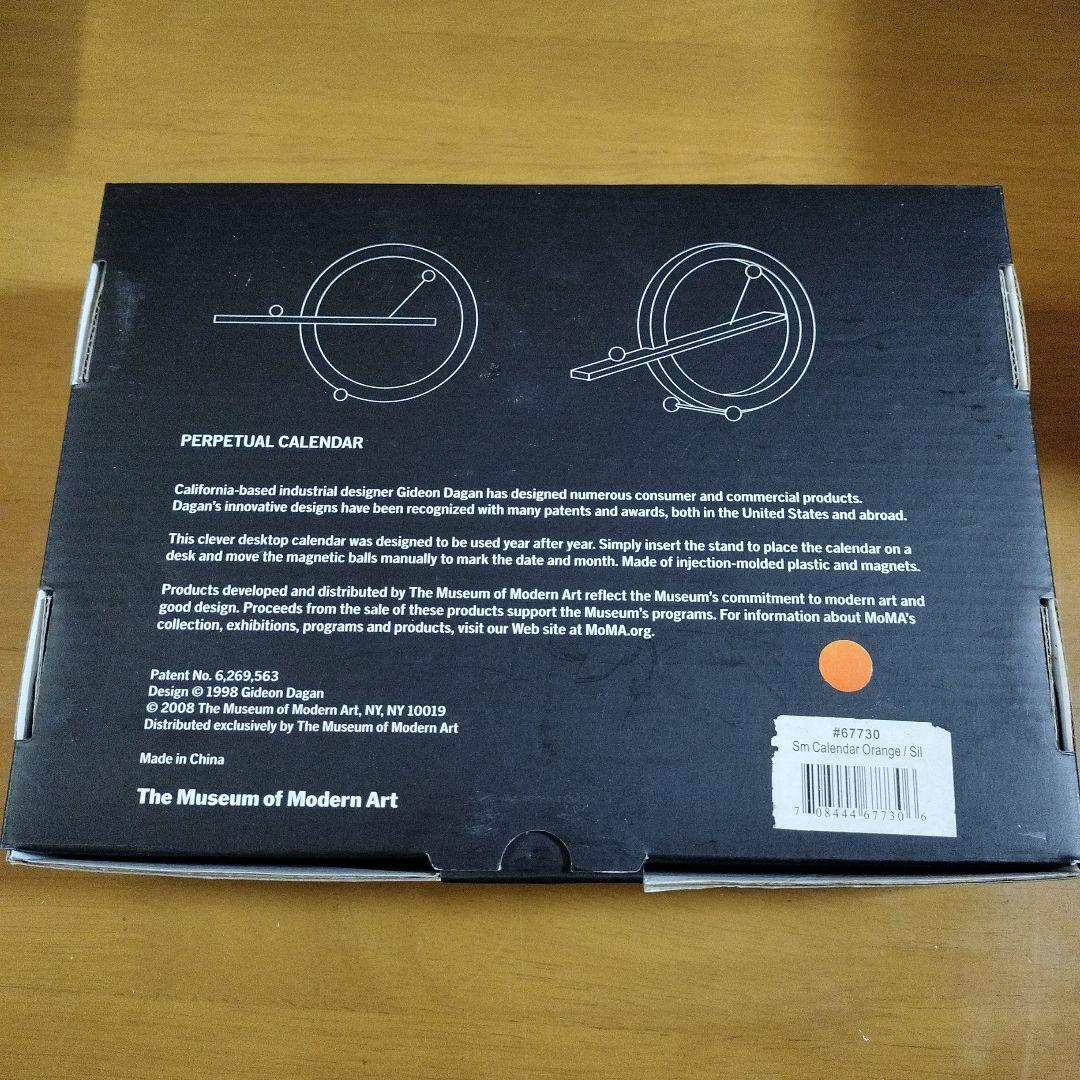 PERPETUAL CALENDAR
California-based industrial designer Gideon Dagan has designed numerous consumer and commercial products.
Dagan's innovative designs have been recognized with many patents and awards, both in the United States and abroad.
This clever desktop calendar was designed to be used year after year. Simply insert the stand to place the calendar on a
desk and move the magnetic balls manually to mark the date and month. Made of injection-molded plastic and magnets.
Products developed and distributed by The Museum of Modern Art reflect the Museum's commitment to modern art and
good design. Proceeds from the sale of these products support the Museum's programs. For information about MoMA's
collection, exhibitions, programs and products, visit our Web site at MoMA.org.
Patent No. 6,269,563
Design © 1998 Gideon Dagan
© 2008 The Museum of Modern Art, NY, NY 10019
Distributed exclusively by The Museum of Modern Art
Made in China
The Museum of Modern Art
#67730
Sm Calendar Orange / Sil
7 08444 67730 6